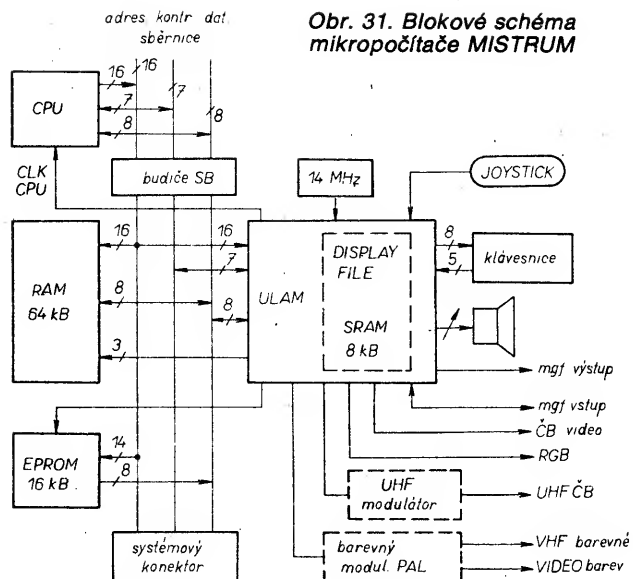 Obr. 31. Blokové schéma
mikropočítače MISTRUM
adres kontr dat.
sběrnice
16
16
7
7
8
8
CPU
CLK
CPU
budiče SB
14 MHz
JOYSTICK
16
16
7
8
8
3
RAM
64 kB
ULAM
DISPLAY
FILE
SRAM
8 kB
8
5
klávesnice
mgf výstup
mgf vstup
ČB video
RGB
EPROM
16 kB
14
8
UHF
modulátor
UHF ČB
systémový
konektor
barevný
modul. PAL
VHF barevné
VIDEO barev